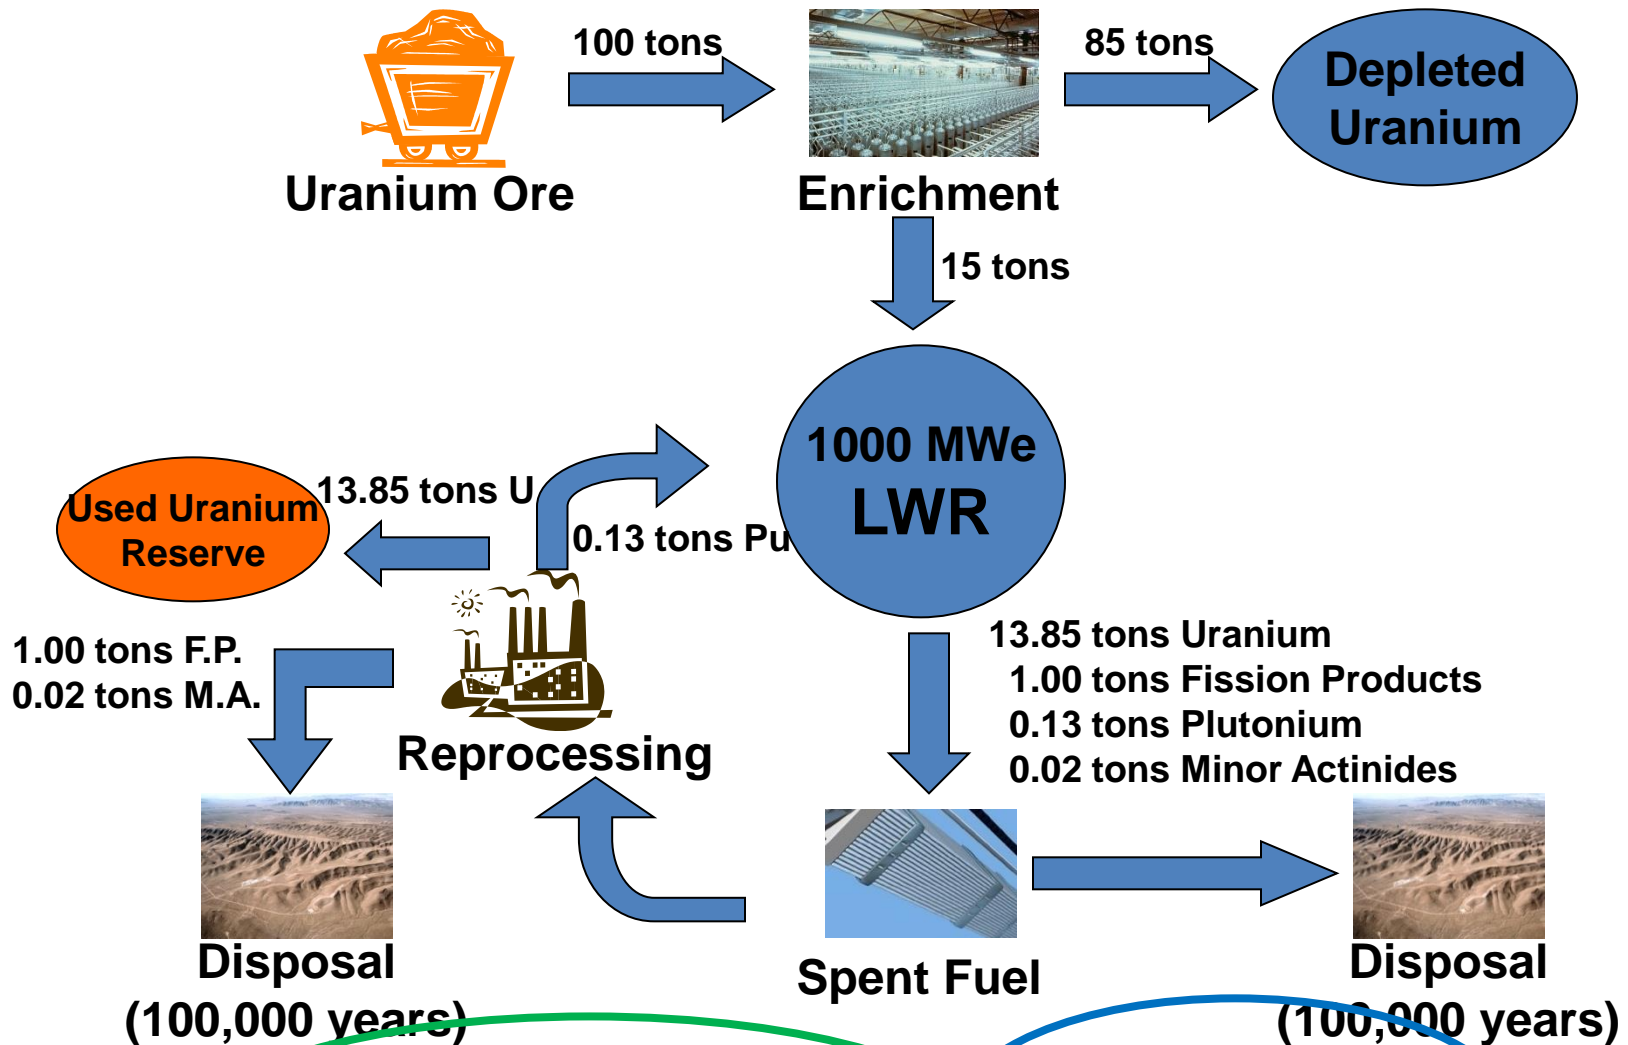 100 tons
85 tons
Depleted
Uranium
Uranium Ore
Enrichment
15 tons
1000 MWe
LWR
13.85 tons U
Used Uranium
Reserve
0.13 tons Pu
1.00 tons F.P.
0.02 tons M.A.
Reprocessing
13.85 tons Uranium
1.00 tons Fission Products
0.13 tons Plutonium
0.02 tons Minor Actinides
Disposal
(100,000 years)
Spent Fuel
Disposal
(100,000 years)